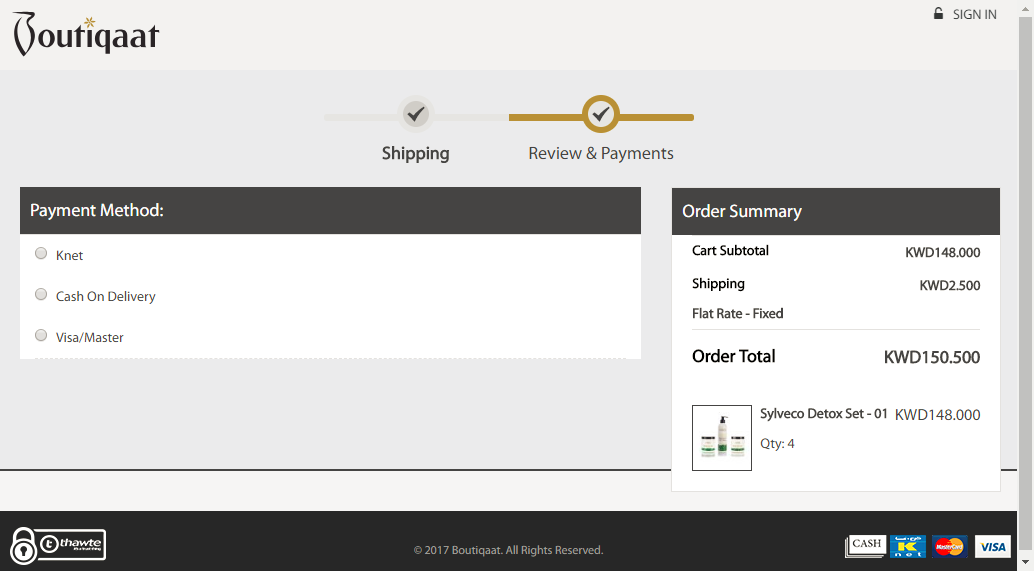 Boutiqaat
SIGN IN
Shipping
Review & Payments
Payment Method:
Knet
Cash On Delivery
Visa/Master
Order Summary
Cart Subtotal KWD148.000
Shipping KWD2.500
Flat Rate - Fixed
Order Total KWD150.500
Sylveco Detox Set - 01 KWD148.000
Qty: 4
thawte
© 2017 Boutiqaat. All Rights Reserved.
CASH
K net
MasterCard
VISA